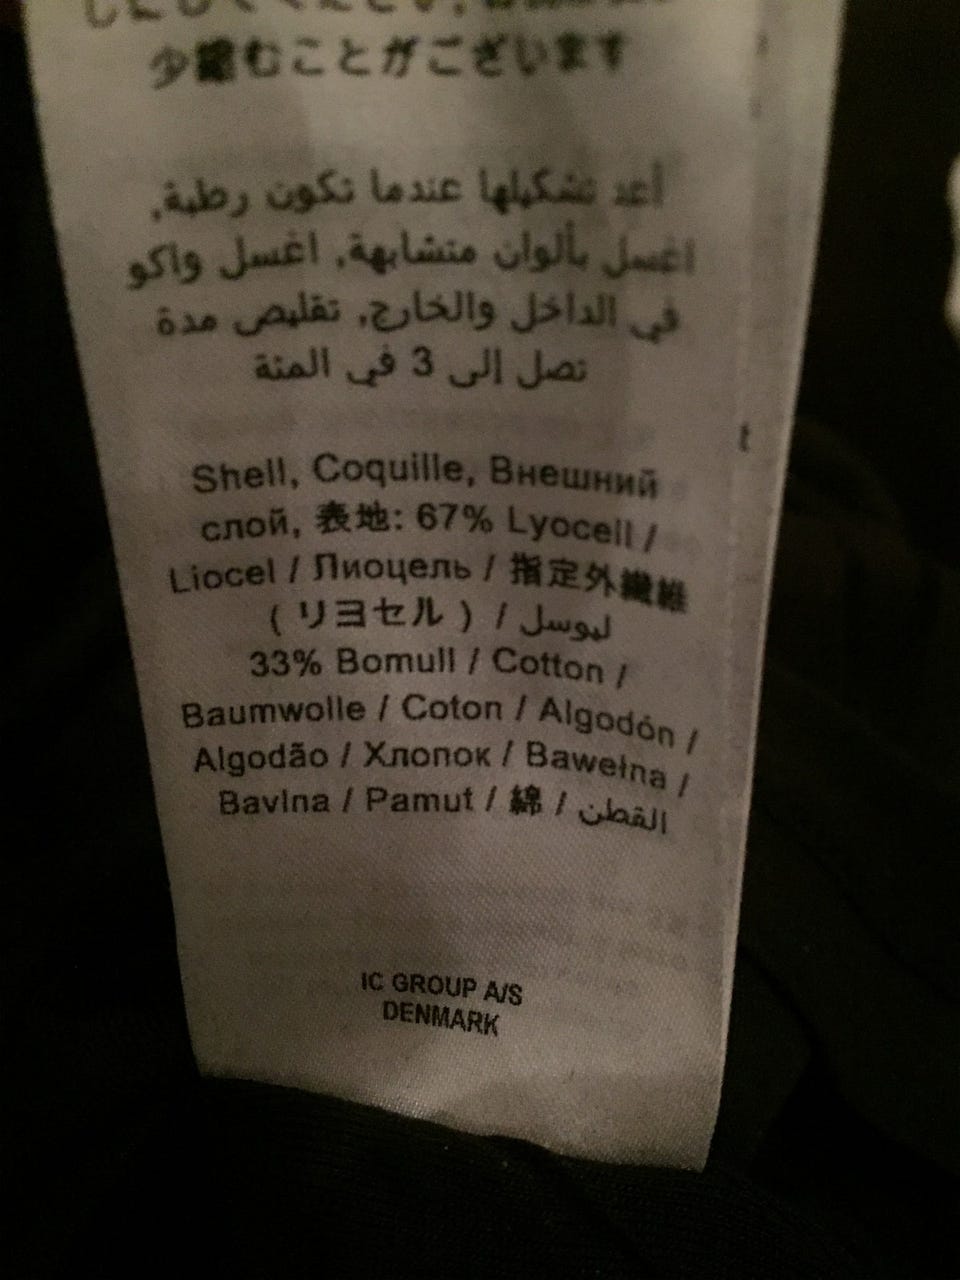 少縮むことがございます
أعد تشكيلها عندما تكون رطبة,
اغسل بألوان متشابهة, اغسل واكو
في الداخل والخارج, تقليص مدة
تصل إلى 3 في المئة
t
Shell, Coquille, Внешний
слой, 表地: 67% Lyocell /
Liocel / Лиоцель / 指定外繊維
( リヨセル ) / ليوسل
33% Bomull / Cotton /
Baumwolle / Coton / Algodón /
Algodão / Хлопок / Bawełna /
Bavlna / Pamut / 綿 / القطن
IC GROUP A/S
DENMARK